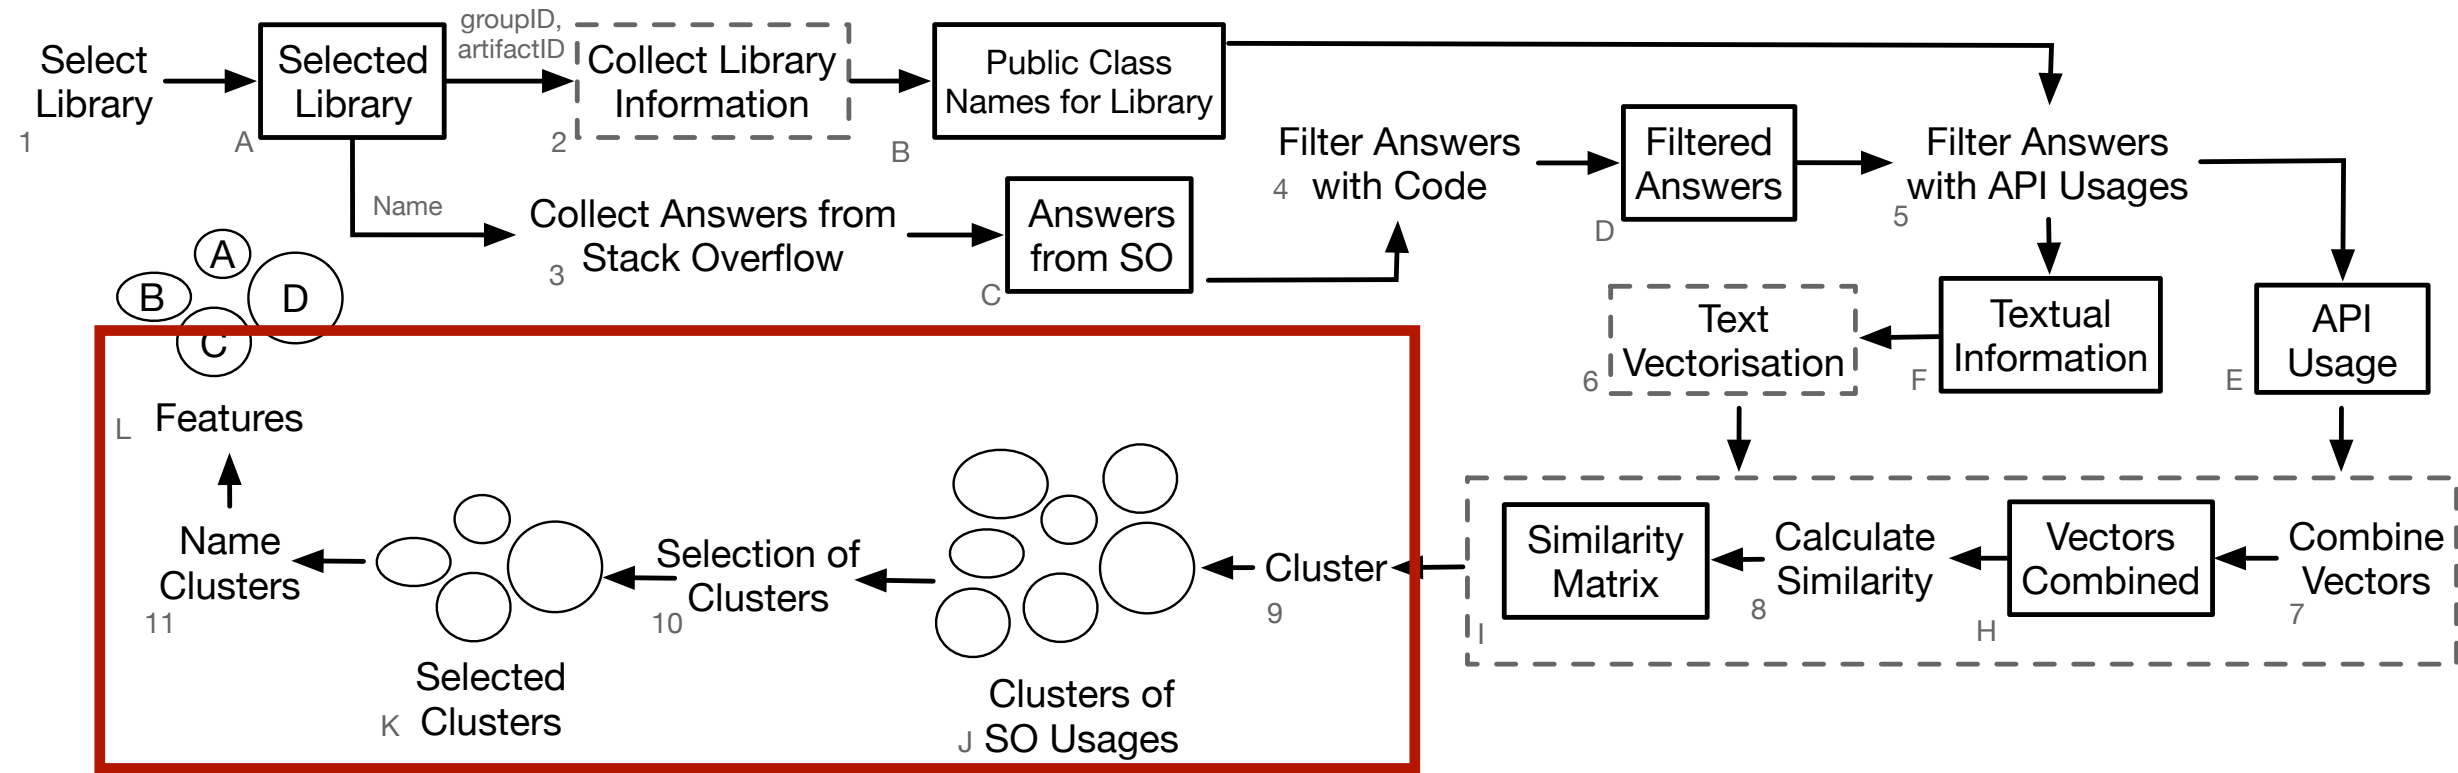 Select
Library
1
Selected
Library
A
groupID,
artifactID
Collect Library
Information
2
Public Class
Names for Library
B
Name
Collect Answers from
Stack Overflow
3
Answers
from SO
C
Filter Answers
with Code
4
Filtered
Answers
D
Filter Answers
with API Usages
5
Textual
Information
F
API
Usage
E
Text
Vectorisation
6
Combine
Vectors
7
Vectors
Combined
H
Calculate
Similarity
8
Similarity
Matrix
I
Cluster
9
Clusters of
SO Usages
J
Selection of
Clusters
10
Selected
Clusters
K
Name
Clusters
11
Features
L
A
B
C
D